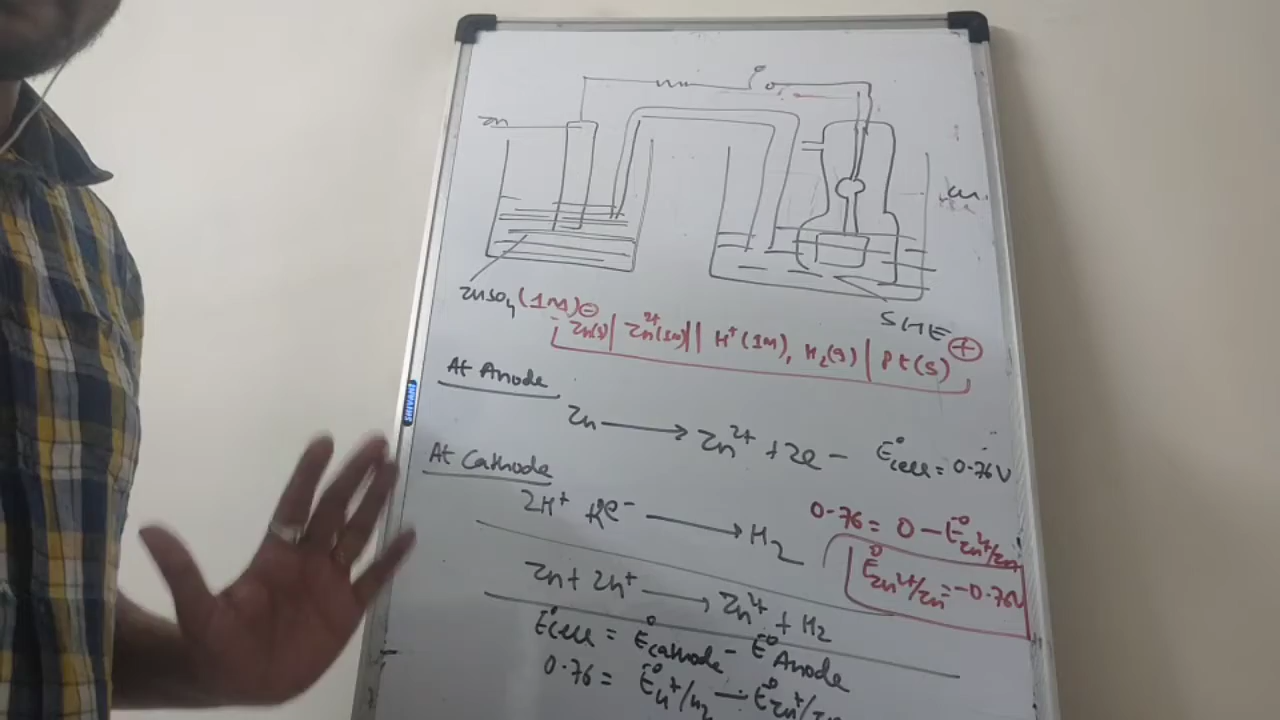 Zn
ZnSO₄ (1M) ⊖
SHE ⊕
Zn(s) | Zn²⁺(1M) || H⁺(1M), H₂(g) | Pt(s)
At Anode
Zn ⟶ Zn²⁺ + 2e − E°cell = 0.76V
At Cathode
2H⁺ + 2e⁻ ⟶ H₂
0.76 = 0 − E°Zn²⁺/Zn
E°Zn²⁺/Zn = −0.76V
Zn + 2H⁺ ⟶ Zn²⁺ + H₂
E°cell = E°cathode − E°Anode
0.76 = E°H⁺/H₂ − E°Zn²⁺/Zn
SHIVANI